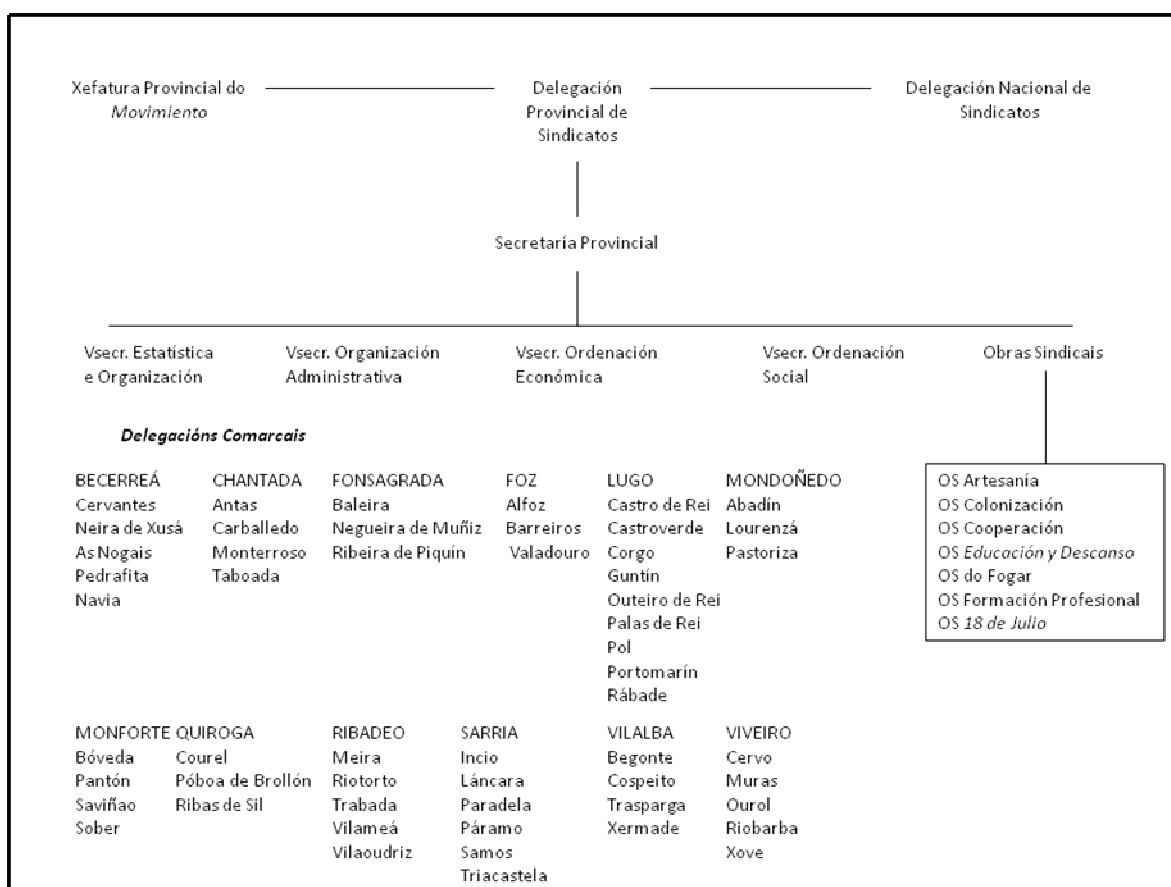 Xefatura Provincial do
Movimiento
Delegación
Provincial de
Sindicatos
Delegación Nacional de
Sindicatos
Secretaría Provincial
Vsecr. Estatística
e Organización
Vsecr. Organización
Administrativa
Vsecr. Ordenación
Económica
Vsecr. Ordenación
Social
Obras Sindicais
Delegacións Comarcais
BECERREÁ
Cervantes
Neira de Xusá
As Nogais
Pedrafita
Navia
CHANTADA
Antas
Carballedo
Monterroso
Taboada
FONSAGRADA
Baleira
Negueira de Muñiz
Ribeira de Piquín
FOZ
Alfoz
Barreiros
Valadouro
LUGO
Castro de Rei
Castroverde
Corgo
Guntín
Outeiro de Rei
Palas de Rei
Pol
Portomarín
Rábade
MONDOÑEDO
Abadín
Lourenzá
Pastoriza
OS Artesanía
OS Colonización
OS Cooperación
OS Educación y Descanso
OS do Fogar
OS Formación Profesional
OS 18 de Julio
MONFORTE
Bóveda
Pantón
Saviñao
Sober
QUIROGA
Courel
Póboa de Brollón
Ribas de Sil
RIBADEO
Meira
Riotorto
Trabada
Vilameá
Vilaoudriz
SARRIA
Incio
Láncara
Paradela
Páramo
Samos
Triacastela
VILALBA
Begonte
Cospeito
Trasparga
Xermade
VIVEIRO
Cervo
Muras
Ourol
Riobarba
Xove